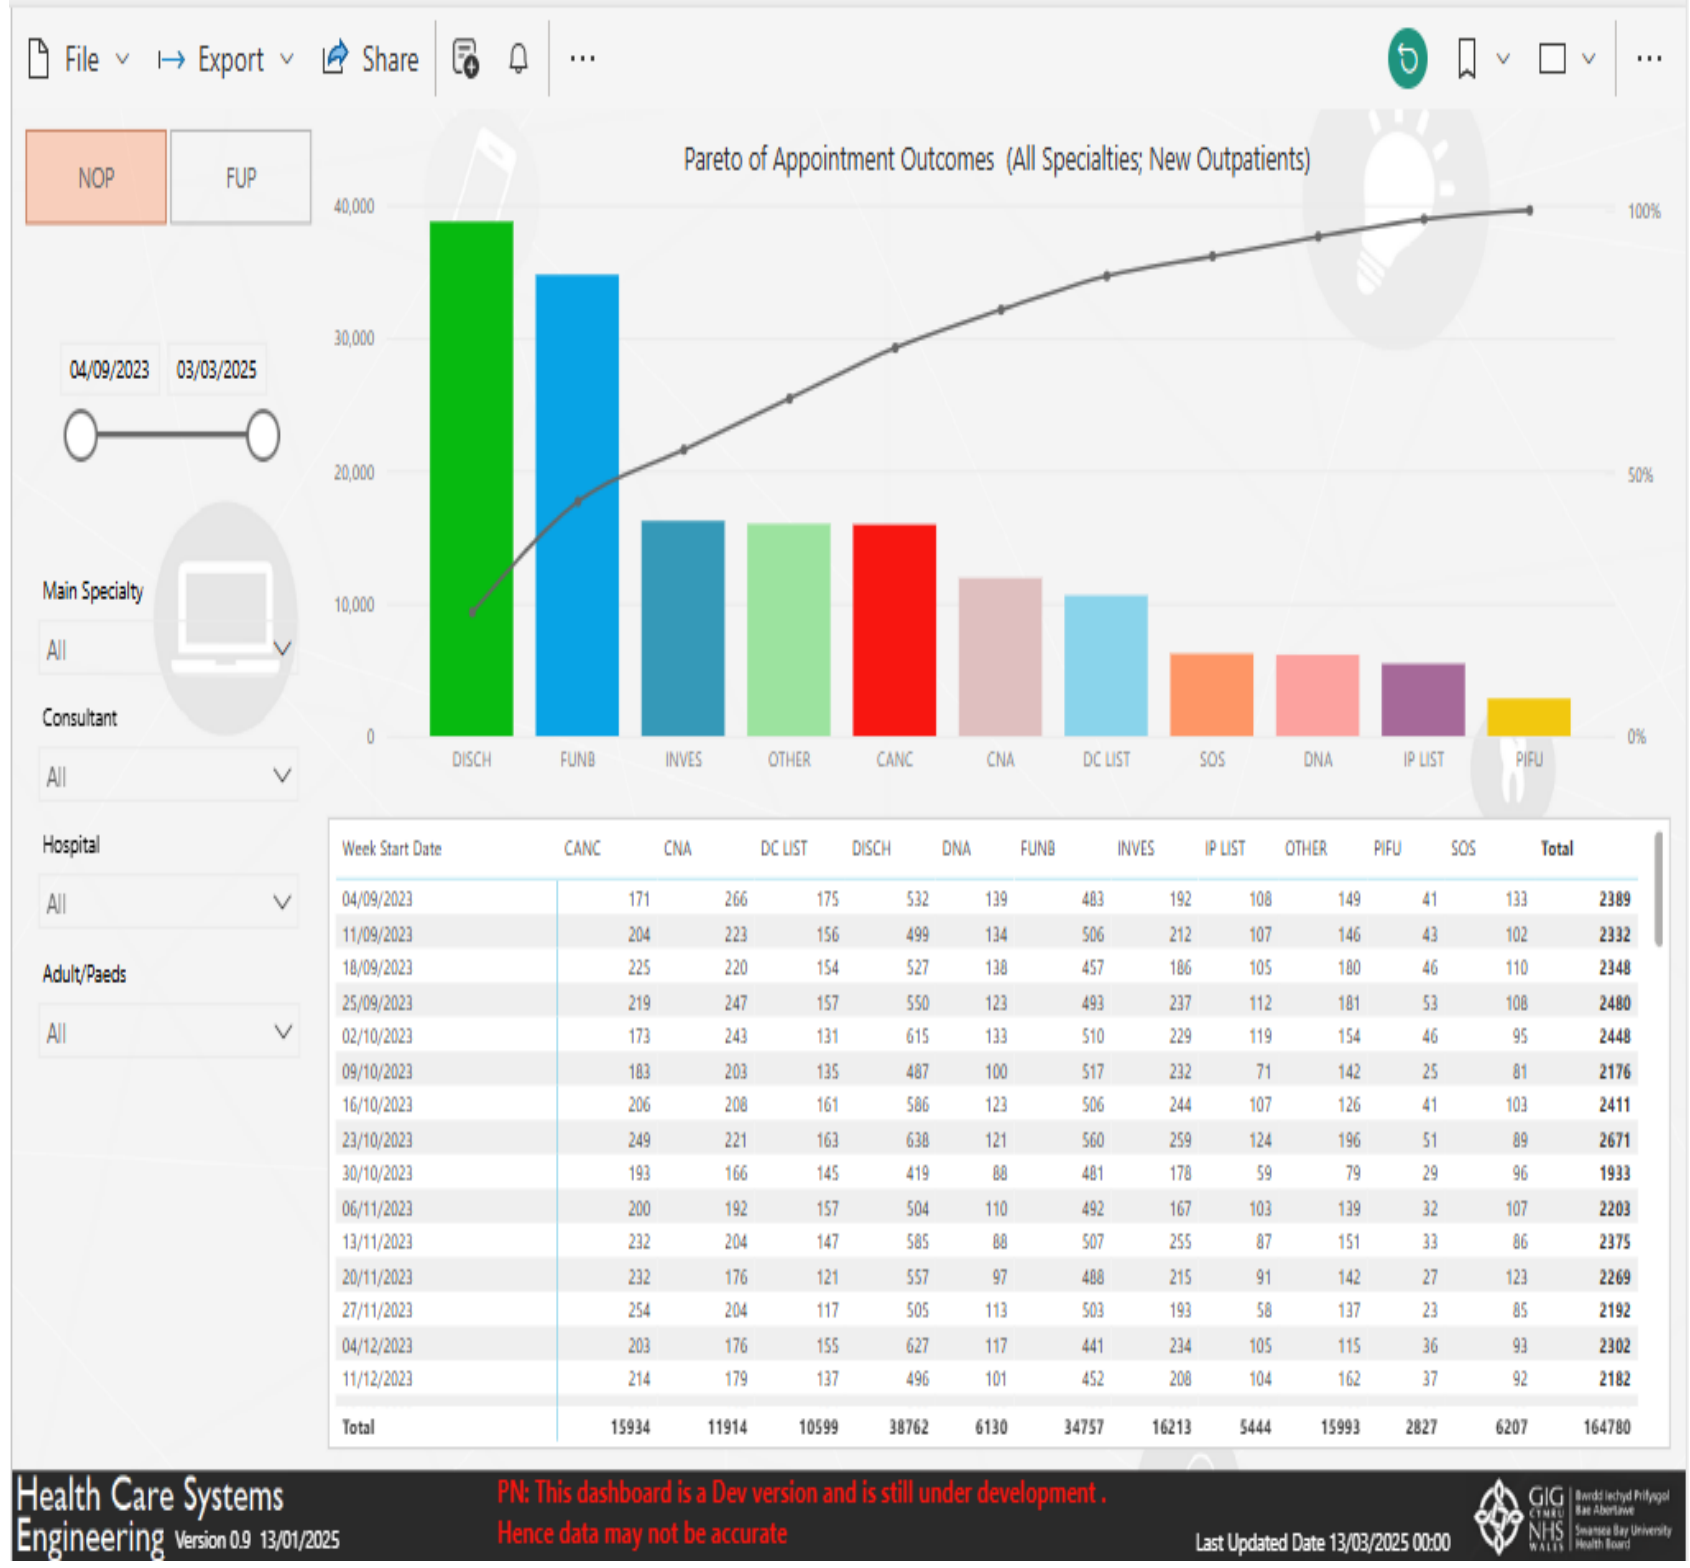 File Export Share ...
...
NOP FUP
Pareto of Appointment Outcomes (All Specialties; New Outpatients)
40,000
30,000
20,000
10,000
0
100%
50%
0%
DISCH FUNB INVES OTHER CANC CNA DC LIST SOS DNA IP LIST PIFU
04/09/2023 03/03/2025
Main Specialty
All
Consultant
All
Hospital
All
Adult/Paeds
All
Week Start Date CANC CNA DC LIST DISCH DNA FUNB INVES IP LIST OTHER PIFU SOS Total
04/09/2023 171 266 175 532 139 483 192 108 149 41 133 2389
11/09/2023 204 223 156 499 134 506 212 107 146 43 102 2332
18/09/2023 225 220 154 527 138 457 186 105 180 46 110 2348
25/09/2023 219 247 157 550 123 493 237 112 181 53 108 2480
02/10/2023 173 243 131 615 133 510 229 119 154 46 95 2448
09/10/2023 183 203 135 487 100 517 232 71 142 25 81 2176
16/10/2023 206 208 161 586 123 506 244 107 126 41 103 2411
23/10/2023 249 221 163 638 121 560 259 124 196 51 89 2671
30/10/2023 193 166 145 419 88 481 178 59 79 29 96 1933
06/11/2023 200 192 157 504 110 492 167 103 139 32 107 2203
13/11/2023 232 204 147 585 88 507 255 87 151 33 86 2375
20/11/2023 232 176 121 557 97 488 215 91 142 27 123 2269
27/11/2023 254 204 117 505 113 503 193 58 137 23 85 2192
04/12/2023 203 176 155 627 117 441 234 105 115 36 93 2302
11/12/2023 214 179 137 496 101 452 208 104 162 37 92 2182
Total 15934 11914 10599 38762 6130 34757 16213 5444 15993 2827 6207 164780
Health Care Systems
Engineering Version 0.9 13/01/2025
PN: This dashboard is a Dev version and is still under development .
Hence data may not be accurate
Last Updated Date 13/03/2025 00:00
GIG
CYMRU
NHS
WALES
Bwrdd Iechyd Prifysgol
Bae Abertawe
Swansea Bay University
Health Board